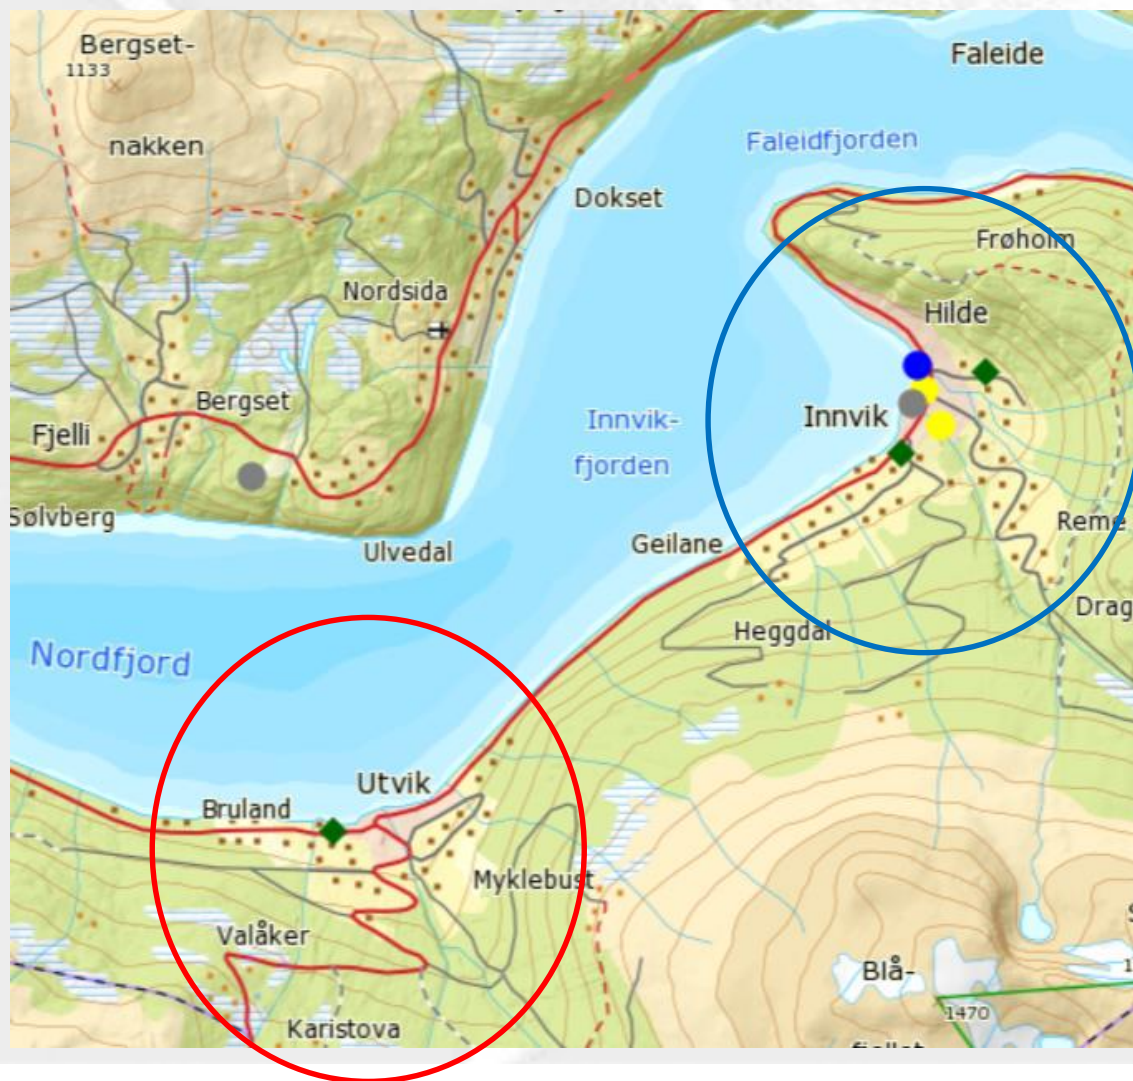 Bergset-
1133
nakken
Faleide
Faleidfjorden
Dokset
Frøholm
Nordsida
Hilde
Bergset
Innvik-
fjorden
Innvik
Fjelli
Sølvberg
Ulvedal
Geilane
Reme
Drag
Heggdal
Nordfjord
Utvik
Bruland
Myklebust
Valåker
Blå-
1470
Karistova